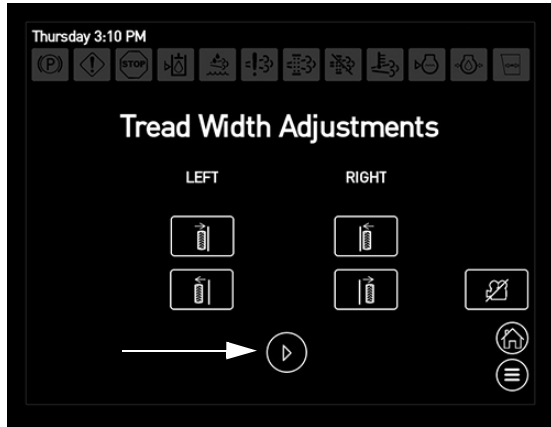 Thursday 3:10 PM
(P)
STOP
Tread Width Adjustments
LEFT RIGHT